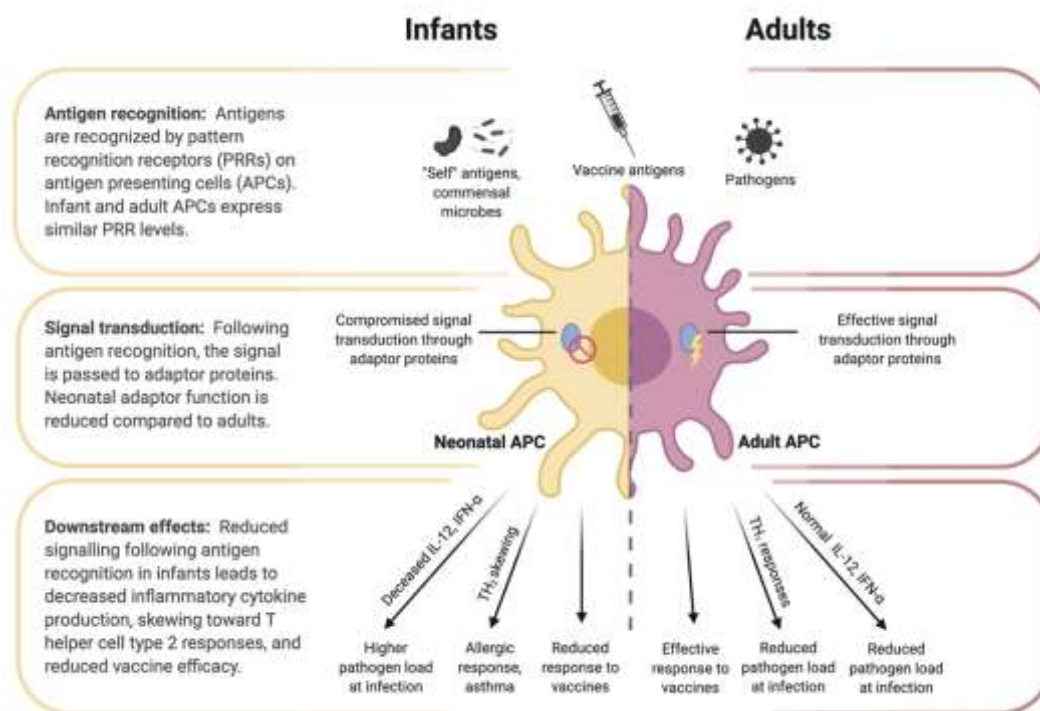 Infants
Adults
Antigen recognition: Antigens
are recognized by pattern
recognition receptors (PRRs) on
antigen presenting cells (APCs).
Infant and adult APCs express
similar PRR levels.
"Self" antigens,
commensal
microbes
Vaccine antigens
Pathogens
Signal transduction: Following
antigen recognition, the signal
is passed to adaptor proteins.
Neonatal adaptor function is
reduced compared to adults.
Compromised signal
transduction through
adaptor proteins
Effective signal
transduction through
adaptor proteins
Neonatal APC
Adult APC
Downstream effects: Reduced
signalling following antigen
recognition in infants leads to
decreased inflammatory cytokine
production, skewing toward T
helper cell type 2 responses, and
reduced vaccine efficacy.
Deceased IL-12, IFN-α
TH₂ skewing
TH₁ responses
Normal IL-12, IFN-α
Higher
pathogen load
at infection
Allergic
response,
asthma
Reduced
response to
vaccines
Effective
response to
vaccines
Reduced
pathogen load
at infection
Reduced
pathogen load
at infection